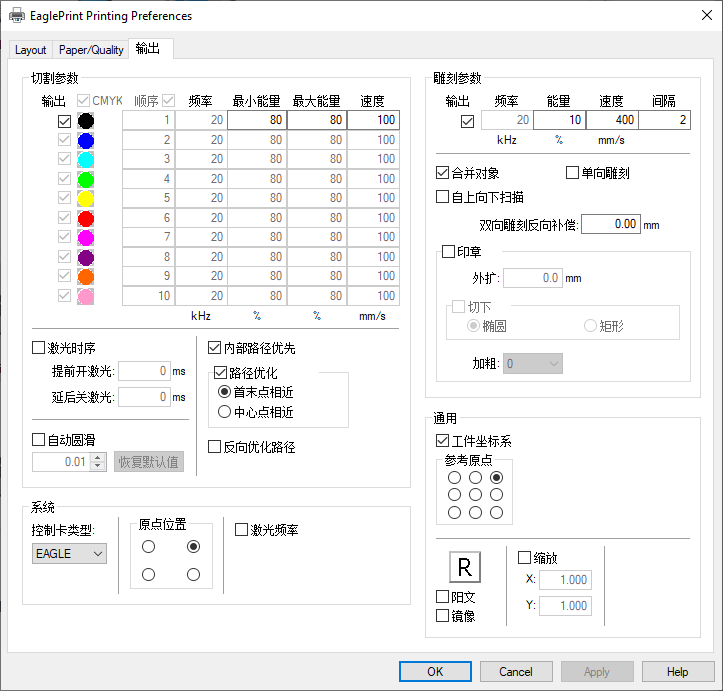 EaglePrint Printing Preferences
Layout Paper/Quality 输出
切割参数
输出 CMYK 顺序 频率 最小能量 最大能量 速度
1 20 80 80 100
2 20 80 80 100
3 20 80 80 100
4 20 80 80 100
5 20 80 80 100
6 20 80 80 100
7 20 80 80 100
8 20 80 80 100
9 20 80 80 100
10 20 80 80 100
kHz % % mm/s
激光时序
提前开激光: 0 ms
延后关激光: 0 ms
自动圆滑
0.01 恢复默认值
内部路径优先
路径优化
首末点相近
中心点相近
反向优化路径
系统
控制卡类型:
EAGLE
原点位置
激光频率
雕刻参数
输出 频率 能量 速度 间隔
20 10 400 2
kHz % mm/s
合并对象 单向雕刻
自上向下扫描
双向雕刻反向补偿: 0.00 mm
印章
外扩: 0.0 mm
切下
椭圆 矩形
加粗: 0
通用
工件坐标系
参考原点
R
阳文
镜像
缩放
X: 1.000
Y: 1.000
OK Cancel Apply Help